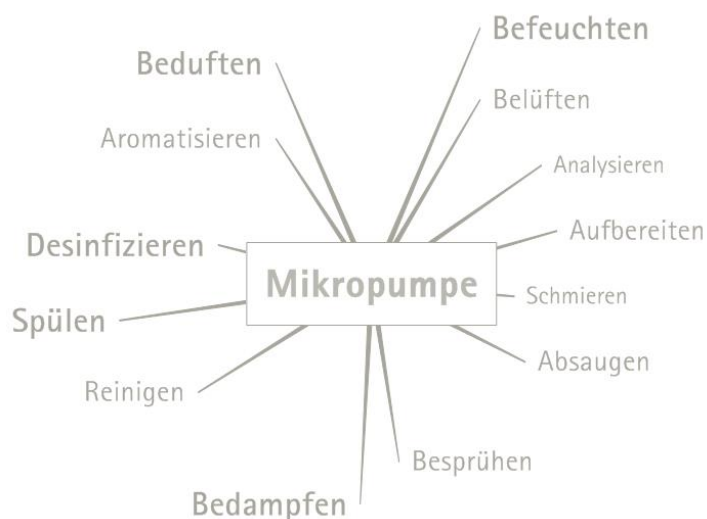 Befeuchten
Beduften
Belüften
Aromatisieren
Analysieren
Aufbereiten
Desinfizieren
Mikropumpe
Schmieren
Spülen
Absaugen
Reinigen
Besprühen
Bedampfen